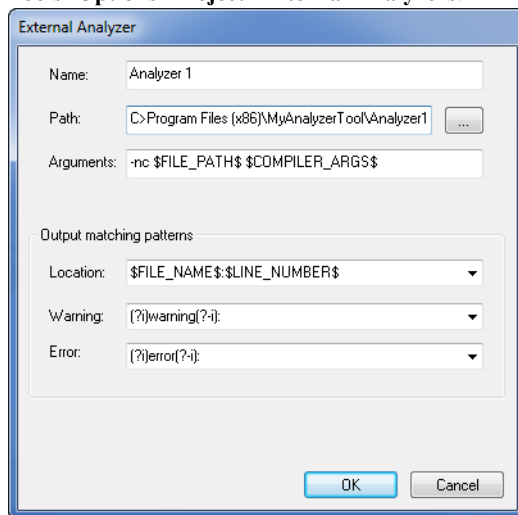 External Analyzer
Name: Analyzer 1
Path: C>Program Files (x86)\MyAnalyzerTool\Analyzer1 ...
Arguments: -nc $FILE_PATH$ $COMPILER_ARGS$
Output matching patterns
Location: $FILE_NAME$:$LINE_NUMBER$
Warning: (?i)warning(?-i):
Error: (?i)error(?-i):
OK Cancel